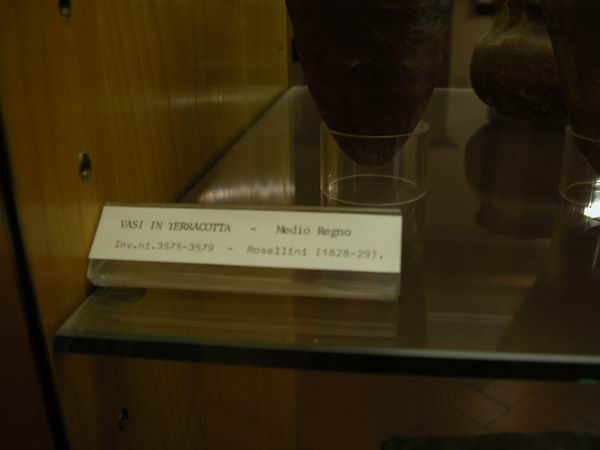 VASI IN TERRACOTTA - Medio Regno
Inv.ni.3575-3579 - Rosellini (1828-29).